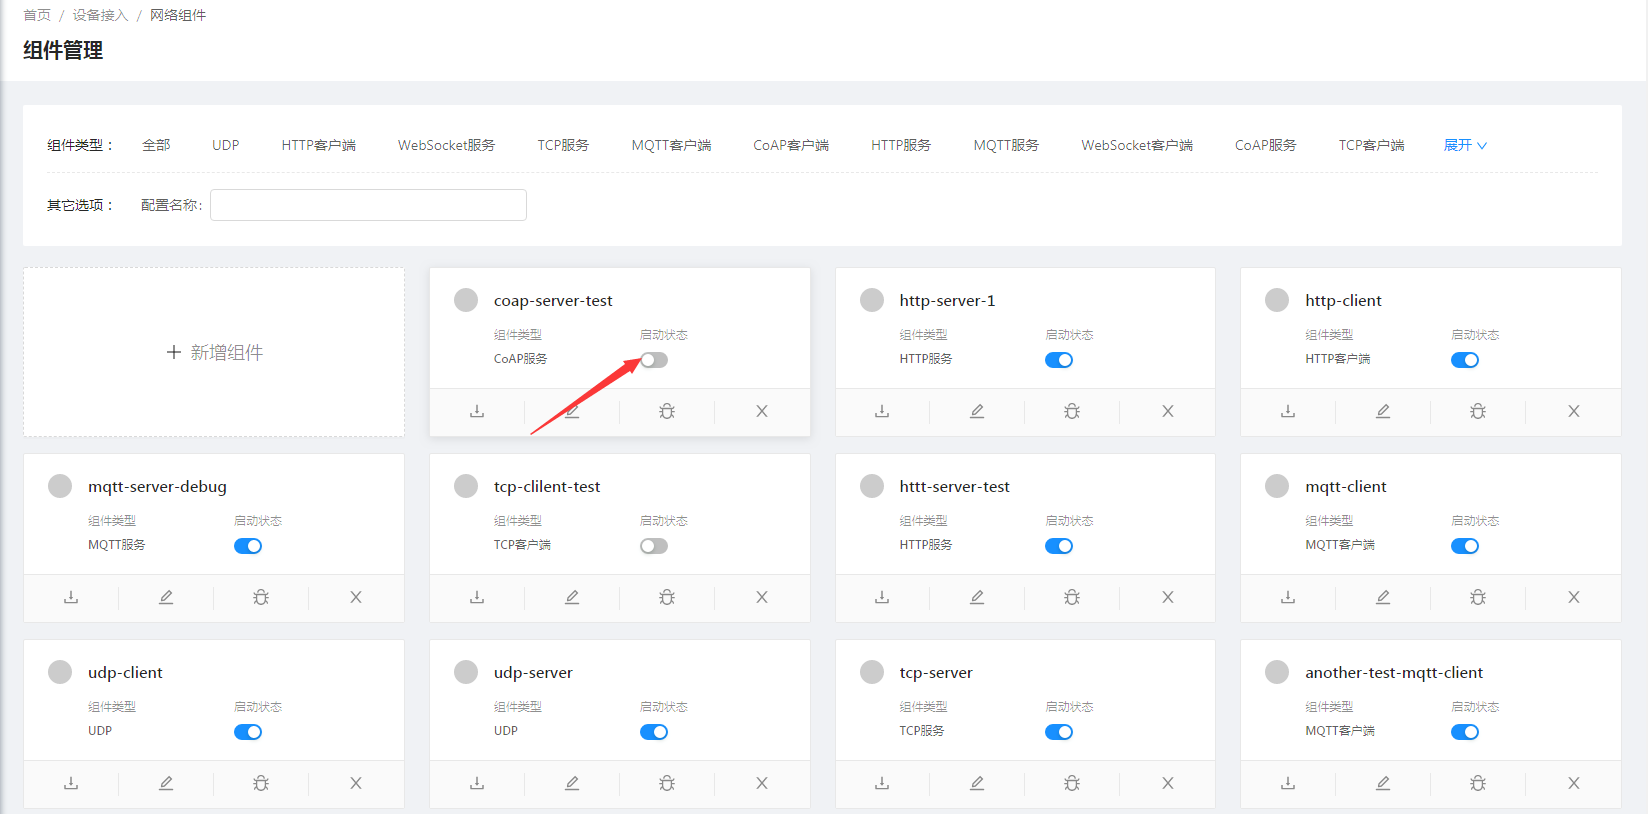 首页 / 设备接入 / 网络组件
组件管理
组件类型： 全部 UDP HTTP客户端 WebSocket服务 TCP服务 MQTT客户端 CoAP客户端 HTTP服务 MQTT服务 WebSocket客户端 CoAP服务 TCP客户端 展开
其它选项： 配置名称:
+ 新增组件
coap-server-test
组件类型 启动状态
CoAP服务
http-server-1
组件类型 启动状态
HTTP服务
http-client
组件类型 启动状态
HTTP客户端
mqtt-server-debug
组件类型 启动状态
MQTT服务
tcp-clilent-test
组件类型 启动状态
TCP客户端
httt-server-test
组件类型 启动状态
HTTP服务
mqtt-client
组件类型 启动状态
MQTT客户端
udp-client
组件类型 启动状态
UDP
udp-server
组件类型 启动状态
UDP
tcp-server
组件类型 启动状态
TCP服务
another-test-mqtt-client
组件类型 启动状态
MQTT客户端